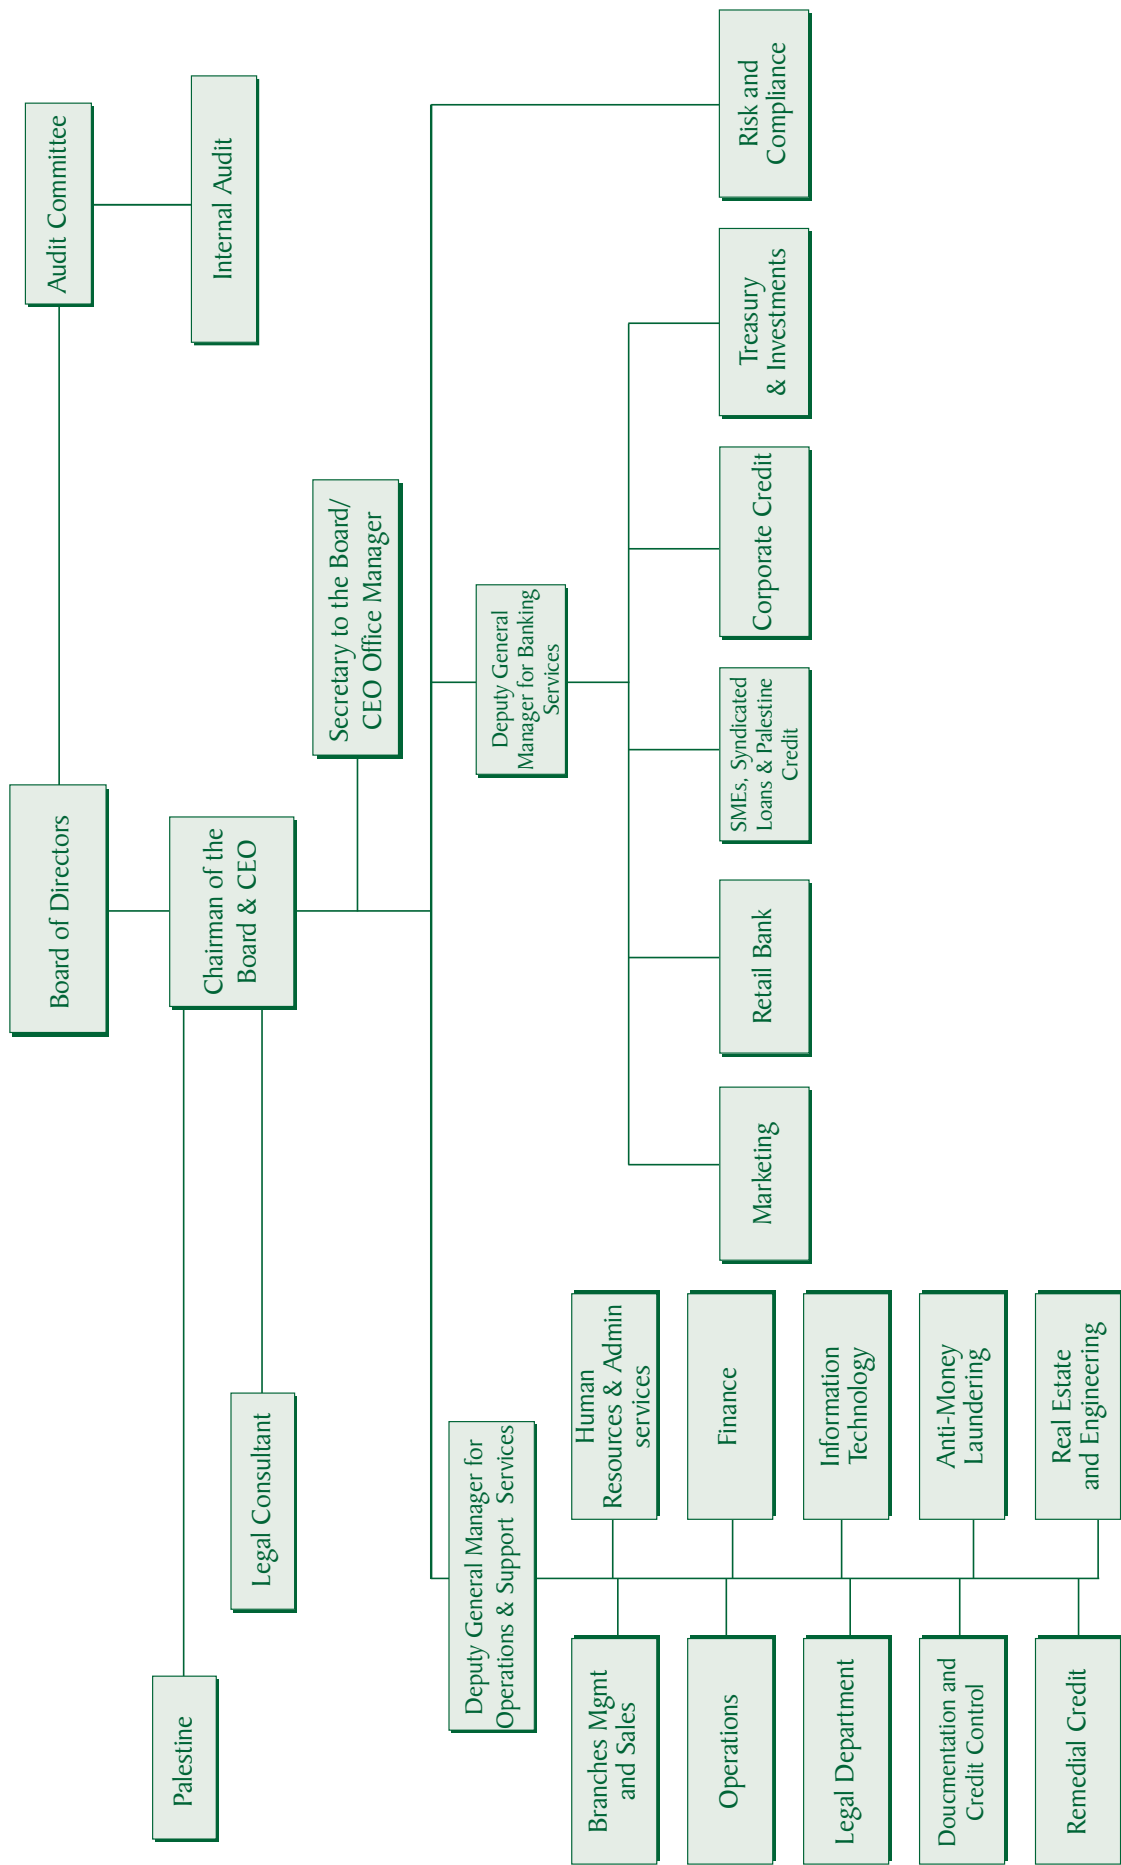 Board of Directors
Audit Committee
Internal Audit
Chairman of the
Board & CEO
Palestine
Legal Consultant
Secretary to the Board/
CEO Office Manager
Deputy General Manager for
Operations & Support Services
Deputy General
Manager for Banking
Services
Branches Mgmt
and Sales
Human
Resources & Admin
services
Operations
Finance
Legal Department
Information
Technology
Doucmentation and
Credit Control
Anti-Money
Laundering
Remedial Credit
Real Estate
and Engineering
Marketing
Retail Bank
SMEs, Syndicated
Loans & Palestine
Credit
Corporate Credit
Treasury
& Investments
Risk and
Compliance